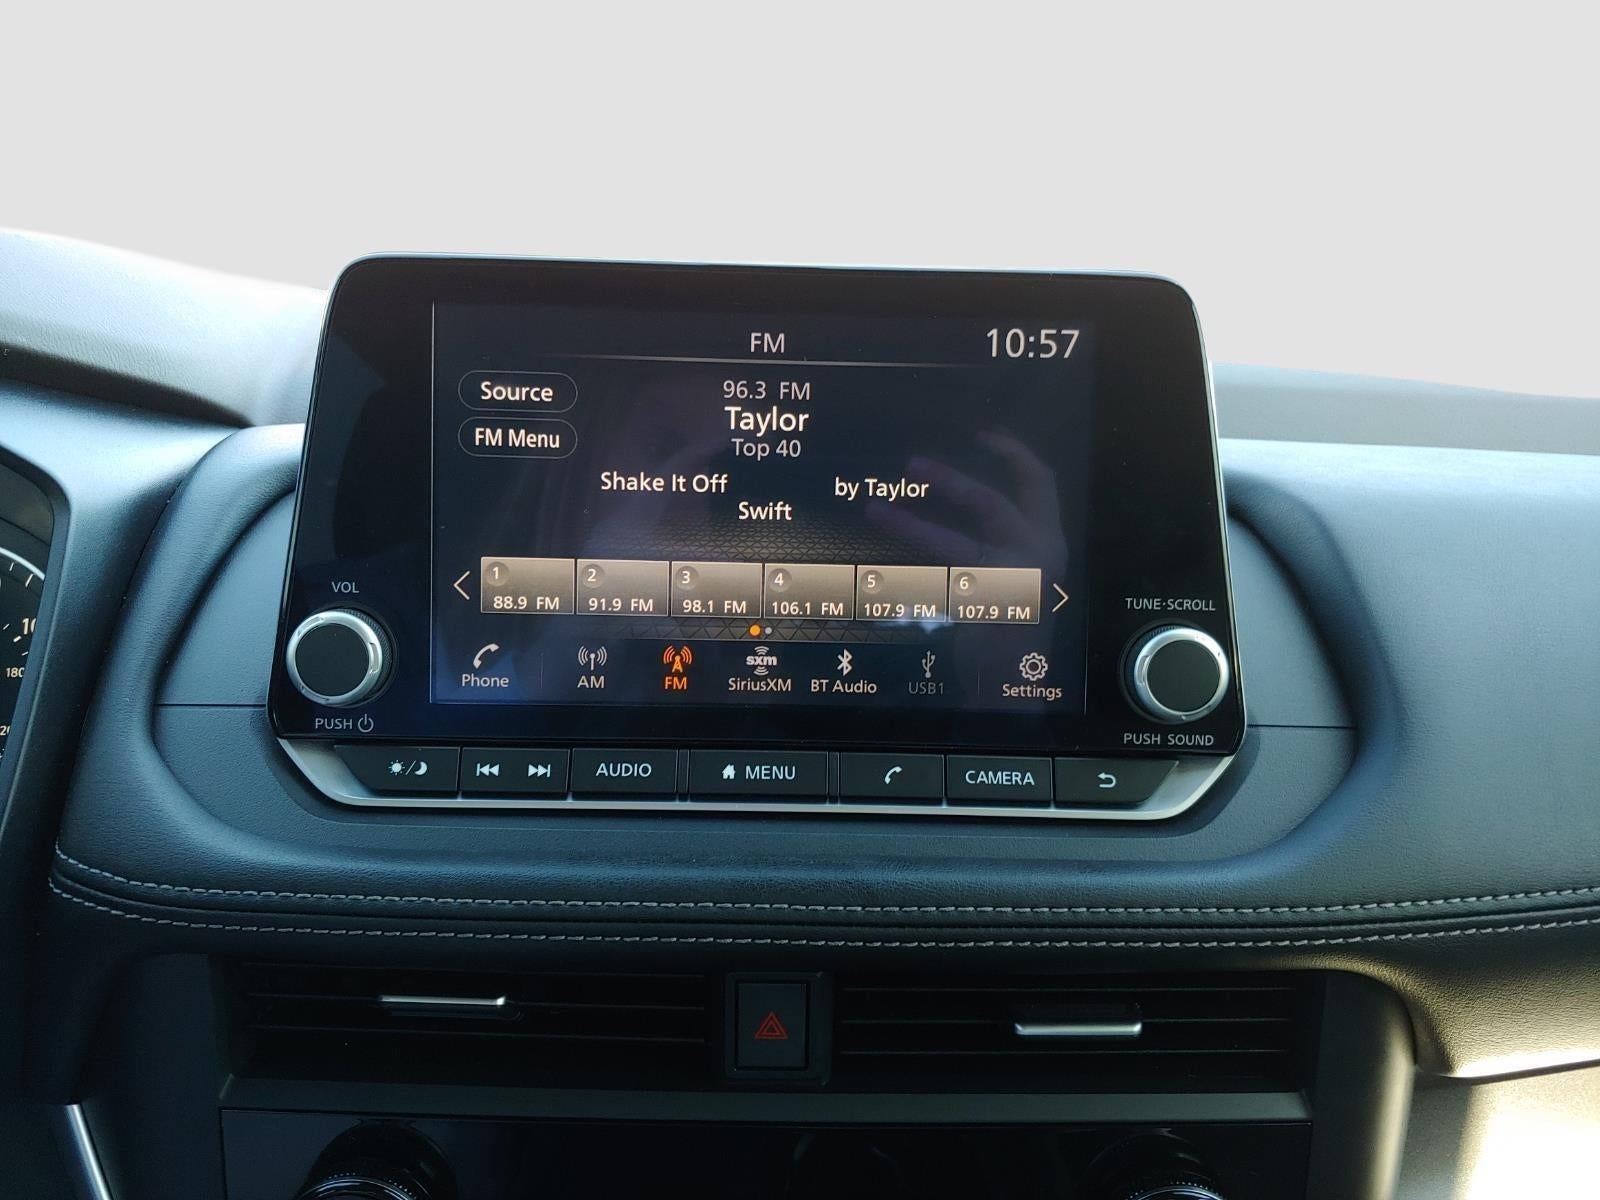 FM
10:57
Source
96.3 FM
Taylor
FM Menu
Top 40
Shake It Off by Taylor
Swift
1 2 3 4 5 6
88.9 FM 91.9 FM 98.1 FM 106.1 FM 107.9 FM 107.9 FM
VOL
TUNE·SCROLL
Phone AM FM SiriusXM BT Audio USB1 Settings
sxm
PUSH
PUSH SOUND
AUDIO MENU CAMERA
180